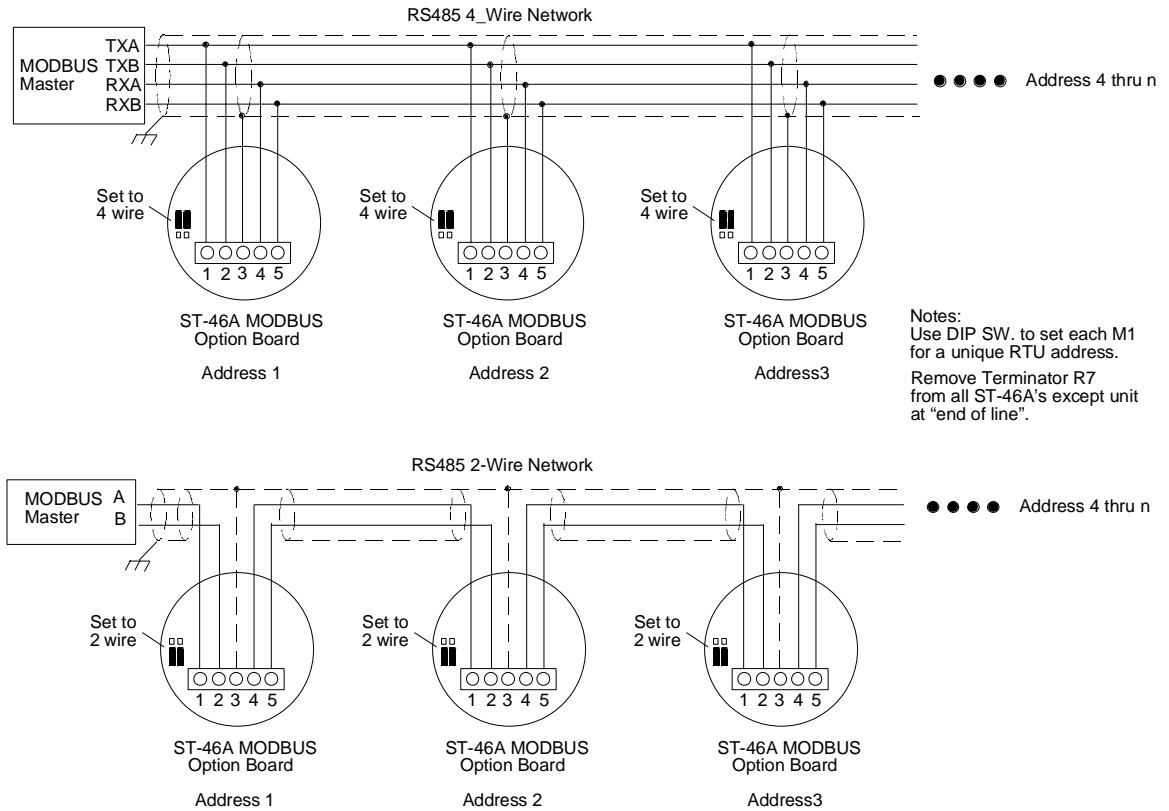 RS485 4_Wire Network
MODBUS Master
TXA
TXB
RXA
RXB
Address 4 thru n
Set to
4 wire
Set to
4 wire
Set to
4 wire
1 2 3 4 5
1 2 3 4 5
1 2 3 4 5
ST-46A MODBUS
Option Board
Address 1
ST-46A MODBUS
Option Board
Address 2
ST-46A MODBUS
Option Board
Address3
Notes:
Use DIP SW. to set each M1
for a unique RTU address.
Remove Terminator R7
from all ST-46A's except unit
at “end of line”.
RS485 2-Wire Network
MODBUS
Master
A
B
Address 4 thru n
Set to
2 wire
Set to
2 wire
Set to
2 wire
1 2 3 4 5
1 2 3 4 5
1 2 3 4 5
ST-46A MODBUS
Option Board
Address 1
ST-46A MODBUS
Option Board
Address 2
ST-46A MODBUS
Option Board
Address3